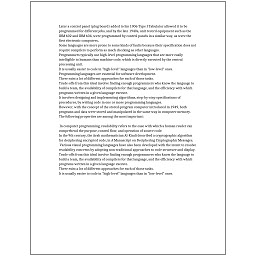 Later a control panel (plug board) added to his 1906 Type I Tabulator allowed it to be
programmed for different jobs, and by the late 1940s, unit record equipment such as the
IBM 602 and IBM 604, were programmed by control panels in a similar way, as were the
first electronic computers.
Some languages are more prone to some kinds of faults because their specification does not
require compilers to perform as much checking as other languages.
Programmers typically use high-level programming languages that are more easily
intelligible to humans than machine code, which is directly executed by the central
processing unit.
It is usually easier to code in "high-level" languages than in "low-level" ones.
Programming languages are essential for software development.
There exist a lot of different approaches for each of those tasks.
Trade-offs from this ideal involve finding enough programmers who know the language to
build a team, the availability of compilers for that language, and the efficiency with which
programs written in a given language execute.
It involves designing and implementing algorithms, step-by-step specifications of
procedures, by writing code in one or more programming languages.
However, with the concept of the stored-program computer introduced in 1949, both
programs and data were stored and manipulated in the same way in computer memory.
The following properties are among the most important:

In computer programming, readability refers to the ease with which a human reader can
comprehend the purpose, control flow, and operation of source code.
In the 9th century, the Arab mathematician Al-Kindi described a cryptographic algorithm
for deciphering encrypted code, in A Manuscript on Deciphering Cryptographic Messages.
Various visual programming languages have also been developed with the intent to resolve
readability concerns by adopting non-traditional approaches to code structure and display.
Trade-offs from this ideal involve finding enough programmers who know the language to
build a team, the availability of compilers for that language, and the efficiency with which
programs written in a given language execute.
There exist a lot of different approaches for each of those tasks.
It is usually easier to code in "high-level" languages than in "low-level" ones.